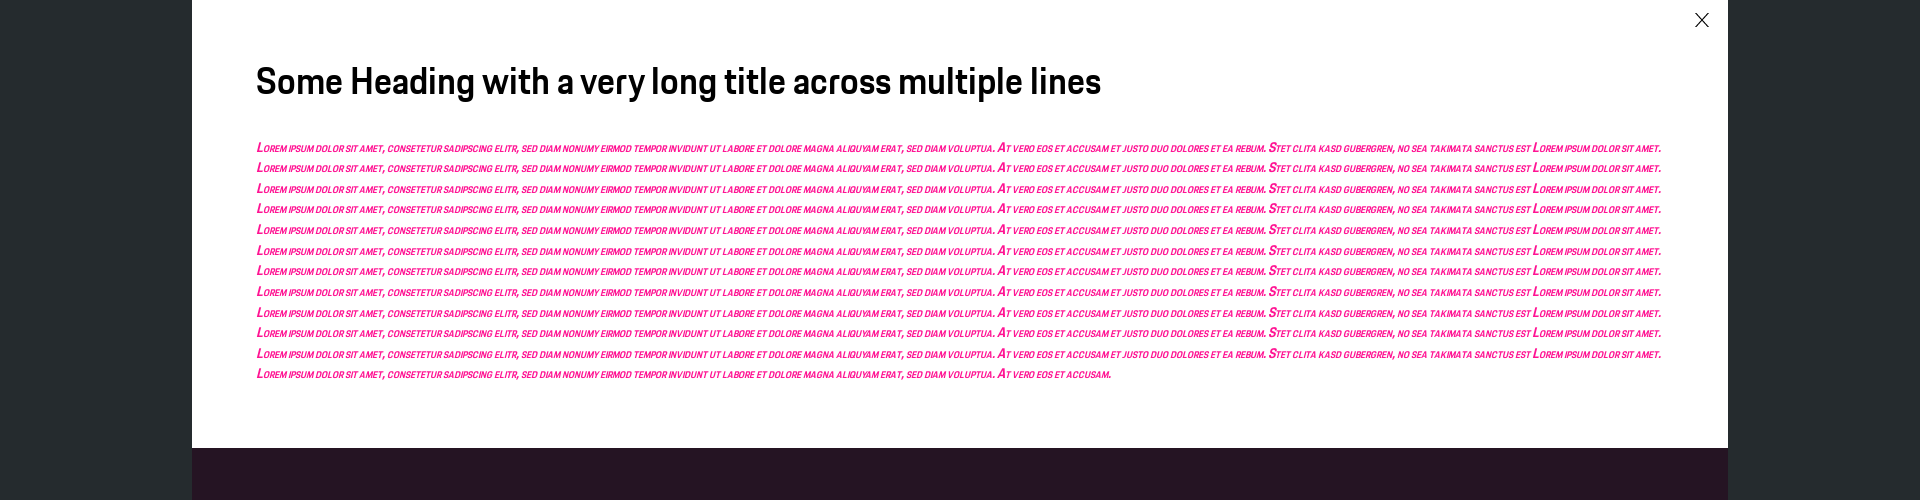 Some Heading with a very long title across multiple lines
Lorem ipsum dolor sit amet, consetetur sadipscing elitr, sed diam nonumy eirmod tempor invidunt ut labore et dolore magna aliquyam erat, sed diam voluptua. At vero eos et accusam et justo duo dolores et ea rebum. Stet clita kasd gubergren, no sea takimata sanctus est Lorem ipsum dolor sit amet.
Lorem ipsum dolor sit amet, consetetur sadipscing elitr, sed diam nonumy eirmod tempor invidunt ut labore et dolore magna aliquyam erat, sed diam voluptua. At vero eos et accusam et justo duo dolores et ea rebum. Stet clita kasd gubergren, no sea takimata sanctus est Lorem ipsum dolor sit amet.
Lorem ipsum dolor sit amet, consetetur sadipscing elitr, sed diam nonumy eirmod tempor invidunt ut labore et dolore magna aliquyam erat, sed diam voluptua. At vero eos et accusam et justo duo dolores et ea rebum. Stet clita kasd gubergren, no sea takimata sanctus est Lorem ipsum dolor sit amet.
Lorem ipsum dolor sit amet, consetetur sadipscing elitr, sed diam nonumy eirmod tempor invidunt ut labore et dolore magna aliquyam erat, sed diam voluptua. At vero eos et accusam et justo duo dolores et ea rebum. Stet clita kasd gubergren, no sea takimata sanctus est Lorem ipsum dolor sit amet.
Lorem ipsum dolor sit amet, consetetur sadipscing elitr, sed diam nonumy eirmod tempor invidunt ut labore et dolore magna aliquyam erat, sed diam voluptua. At vero eos et accusam et justo duo dolores et ea rebum. Stet clita kasd gubergren, no sea takimata sanctus est Lorem ipsum dolor sit amet.
Lorem ipsum dolor sit amet, consetetur sadipscing elitr, sed diam nonumy eirmod tempor invidunt ut labore et dolore magna aliquyam erat, sed diam voluptua. At vero eos et accusam et justo duo dolores et ea rebum. Stet clita kasd gubergren, no sea takimata sanctus est Lorem ipsum dolor sit amet.
Lorem ipsum dolor sit amet, consetetur sadipscing elitr, sed diam nonumy eirmod tempor invidunt ut labore et dolore magna aliquyam erat, sed diam voluptua. At vero eos et accusam et justo duo dolores et ea rebum. Stet clita kasd gubergren, no sea takimata sanctus est Lorem ipsum dolor sit amet.
Lorem ipsum dolor sit amet, consetetur sadipscing elitr, sed diam nonumy eirmod tempor invidunt ut labore et dolore magna aliquyam erat, sed diam voluptua. At vero eos et accusam et justo duo dolores et ea rebum. Stet clita kasd gubergren, no sea takimata sanctus est Lorem ipsum dolor sit amet.
Lorem ipsum dolor sit amet, consetetur sadipscing elitr, sed diam nonumy eirmod tempor invidunt ut labore et dolore magna aliquyam erat, sed diam voluptua. At vero eos et accusam et justo duo dolores et ea rebum. Stet clita kasd gubergren, no sea takimata sanctus est Lorem ipsum dolor sit amet.
Lorem ipsum dolor sit amet, consetetur sadipscing elitr, sed diam nonumy eirmod tempor invidunt ut labore et dolore magna aliquyam erat, sed diam voluptua. At vero eos et accusam et justo duo dolores et ea rebum. Stet clita kasd gubergren, no sea takimata sanctus est Lorem ipsum dolor sit amet.
Lorem ipsum dolor sit amet, consetetur sadipscing elitr, sed diam nonumy eirmod tempor invidunt ut labore et dolore magna aliquyam erat, sed diam voluptua. At vero eos et accusam et justo duo dolores et ea rebum. Stet clita kasd gubergren, no sea takimata sanctus est Lorem ipsum dolor sit amet.
Lorem ipsum dolor sit amet, consetetur sadipscing elitr, sed diam nonumy eirmod tempor invidunt ut labore et dolore magna aliquyam erat, sed diam voluptua. At vero eos et accusam.